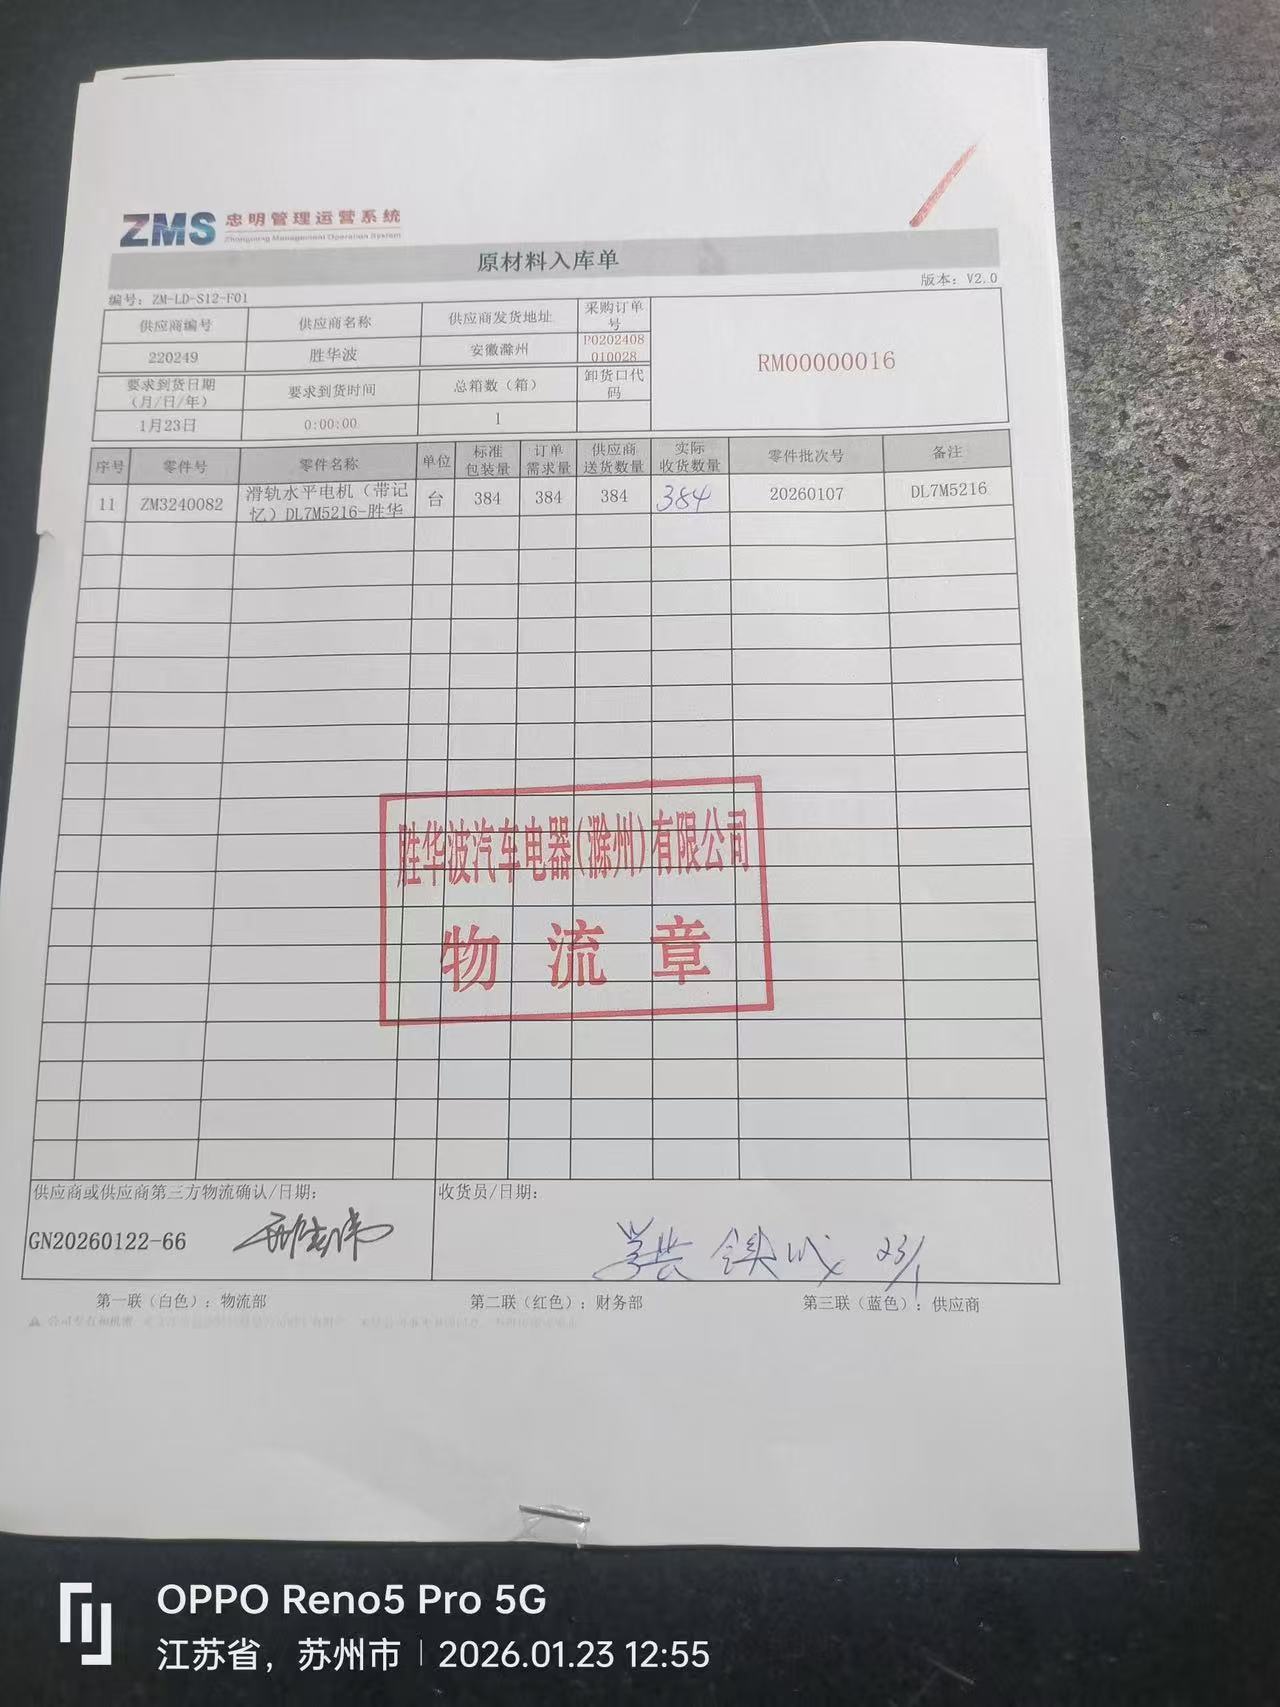 ZMS 忠明管理运营系统
Zhongming Management Operation System
原材料入库单
编号：ZM-LD-S12-F01
版本：V2.0
供应商编号 供应商名称 供应商发货地址 采购订单号
220249 胜华波 安徽滁州 P0202408010028
RM00000016
要求到货日期（月/日/年） 要求到货时间 总箱数（箱） 卸货口代码
1月23日 0:00:00 1
序号 零件号 零件名称 单位 标准包装量 订单需求量 供应商送货数量 实际收货数量 零件批次号 备注
11 ZM3240082 滑轨水平电机（带记忆）DL7M5216-胜华 台 384 384 384 384 20260107 DL7M5216
胜华波汽车电器(滁州)有限公司
物流章
供应商或供应商第三方物流确认/日期：
收货员/日期：
GN20260122-66
23/1
第一联（白色）：物流部 第二联（红色）：财务部 第三联（蓝色）：供应商
OPPO Reno5 Pro 5G
江苏省，苏州市 | 2026.01.23 12:55